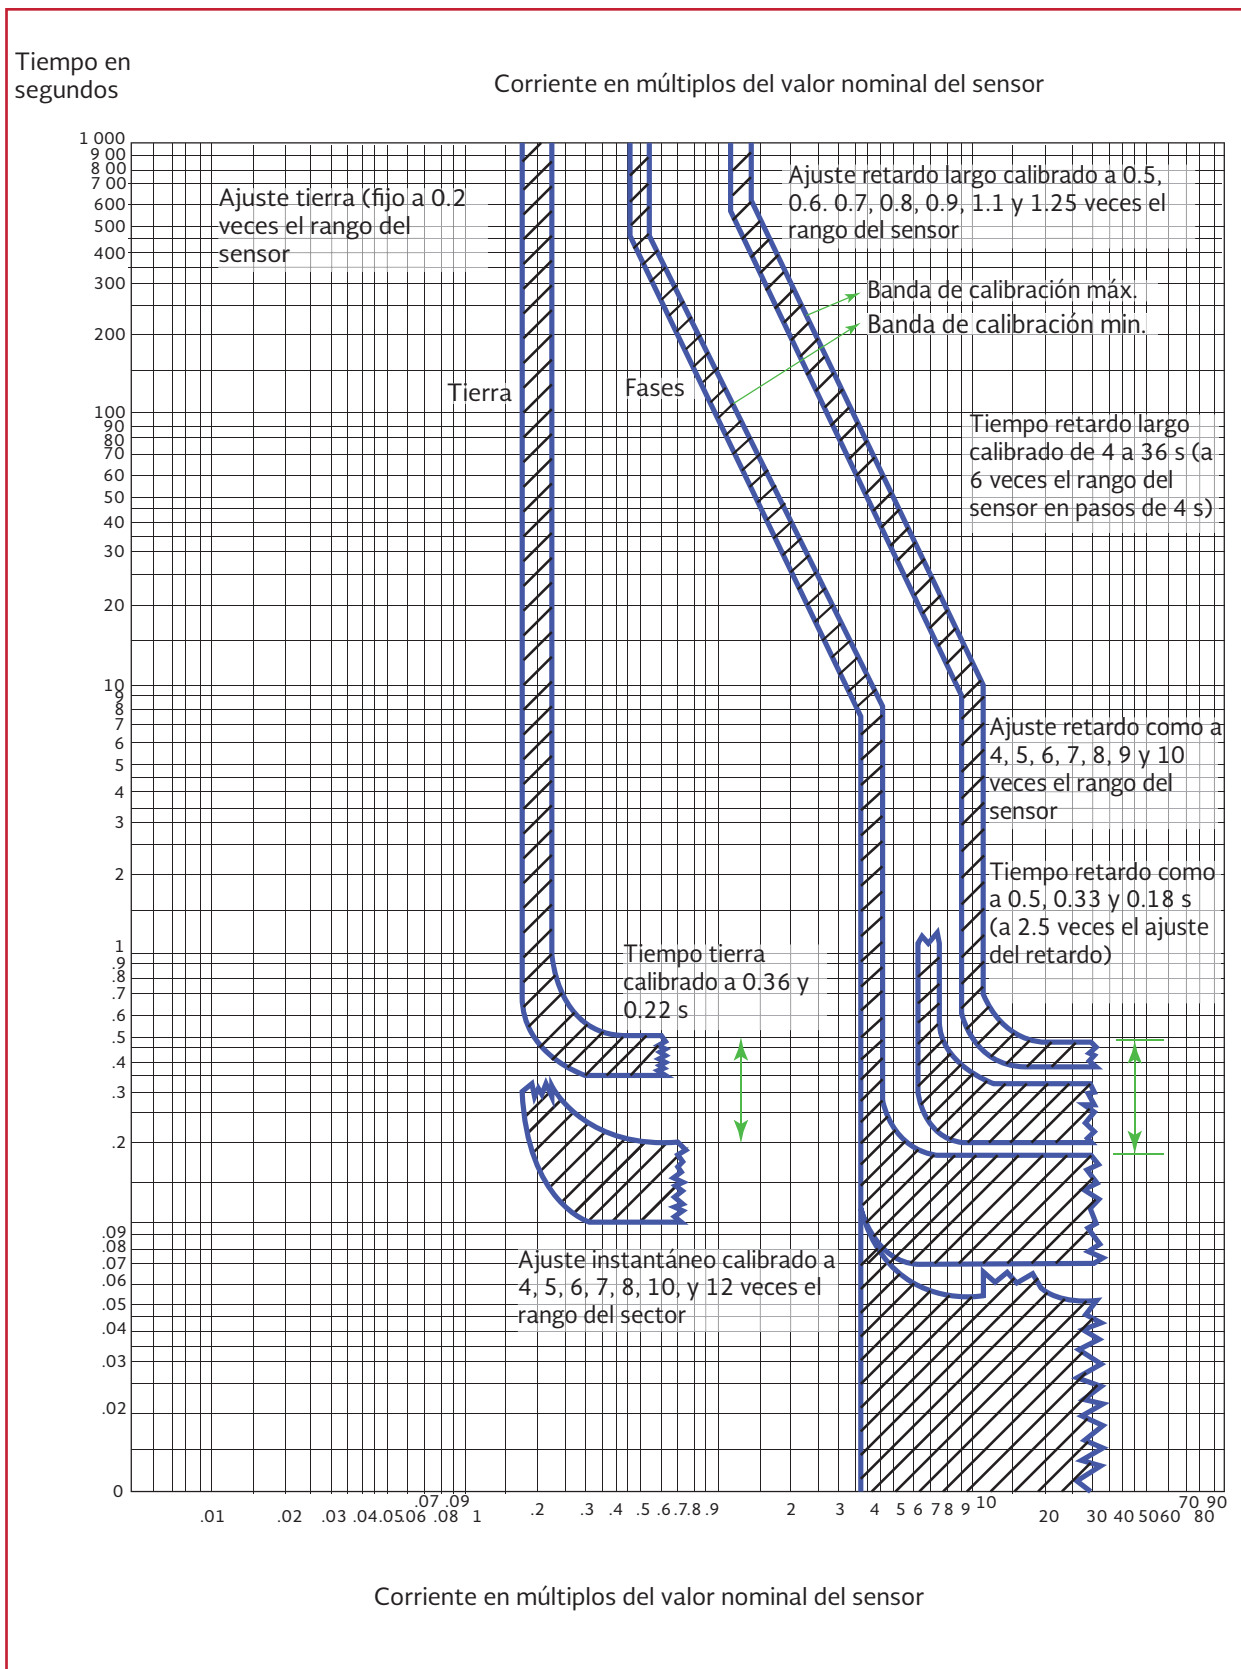 Tiempo en
segundos
Corriente en múltiplos del valor nominal del sensor
1 000
9 00
8 00
7 00
600
500
400
300
200
100
90
80
70
60
50
40
30
20
10
9
8
7
6
5
4
3
2
1
.9
.8
.7
.6
.5
.4
.3
.2
.09
.08
.07
.06
.05
.04
.03
.02
0
Ajuste tierra (fijo a 0.2
veces el rango del
sensor
Ajuste retardo largo calibrado a 0.5,
0.6. 0.7, 0.8, 0.9, 1.1 y 1.25 veces el
rango del sensor
Banda de calibración máx.
Banda de calibración min.
Tierra
Fases
Tiempo retardo largo
calibrado de 4 a 36 s (a
6 veces el rango del
sensor en pasos de 4 s)
Ajuste retardo como a
4, 5, 6, 7, 8, 9 y 10
veces el rango del
sensor
Tiempo retardo como
a 0.5, 0.33 y 0.18 s
(a 2.5 veces el ajuste
del retardo)
Tiempo tierra
calibrado a 0.36 y
0.22 s
Ajuste instantáneo calibrado a
4, 5, 6, 7, 8, 10, y 12 veces el
rango del sector
.01 .02 .03 .04 .05 .06 .07 .08 .09 1 .2 .3 .4 .5 .6 .7 .8 .9 2 3 4 5 6 7 8 9 10 20 30 40 50 60 70 80 90
Corriente en múltiplos del valor nominal del sensor